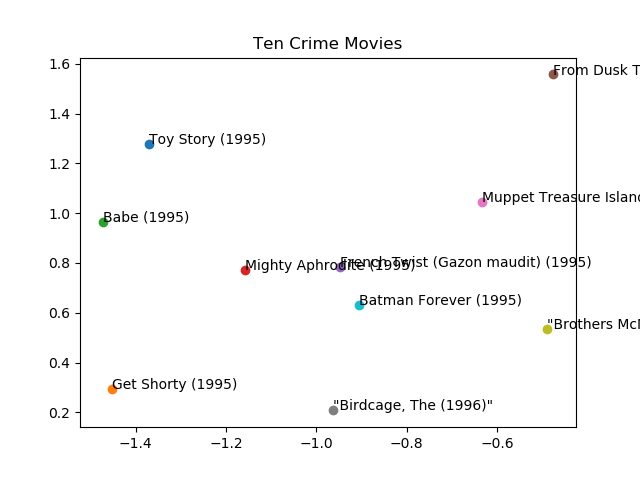 Ten Crime Movies
1.6
From Dusk T
1.4
Toy Story (1995)
1.2
Muppet Treasure Island
1.0
Babe (1995)
0.8
Mighty Aphrodite (1995)
French Twist (Gazon maudit) (1995)
0.6
Batman Forever (1995)
"Brothers McM
0.4
Get Shorty (1995)
"Birdcage, The (1996)"
0.2
−1.4 −1.2 −1.0 −0.8 −0.6